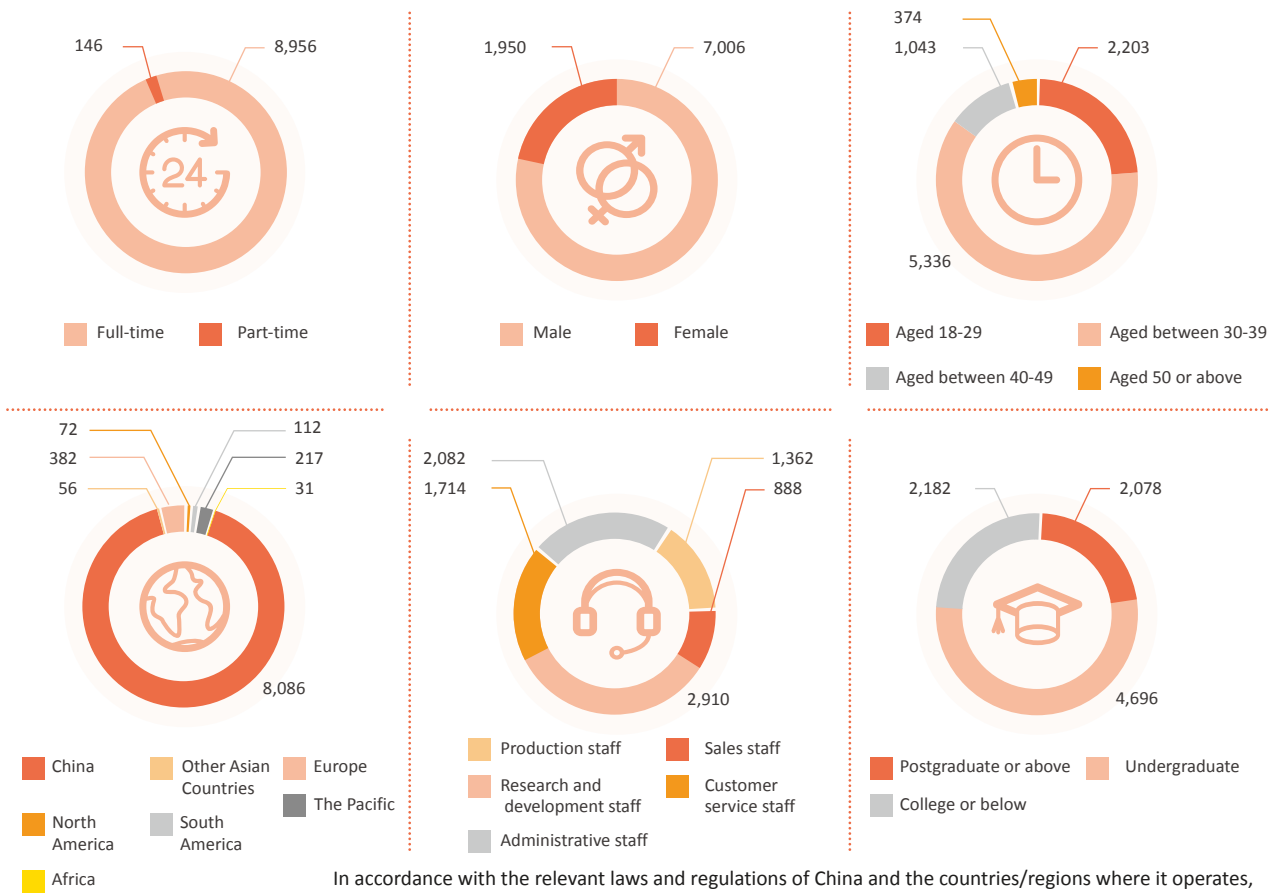 146
8,956
24
Full-time
Part-time
1,950
7,006
Male
Female
374
1,043
2,203
5,336
Aged 18-29
Aged between 30-39
Aged between 40-49
Aged 50 or above
72
382
56
112
217
31
8,086
China
Other Asian
Countries
Europe
The Pacific
North
America
South
America
Africa
2,082
1,714
1,362
888
2,910
Production staff
Sales staff
Research and
development staff
Customer
service staff
Administrative staff
2,182
2,078
4,696
Postgraduate or above
Undergraduate
College or below
In accordance with the relevant laws and regulations of China and the countries/regions where it operates,